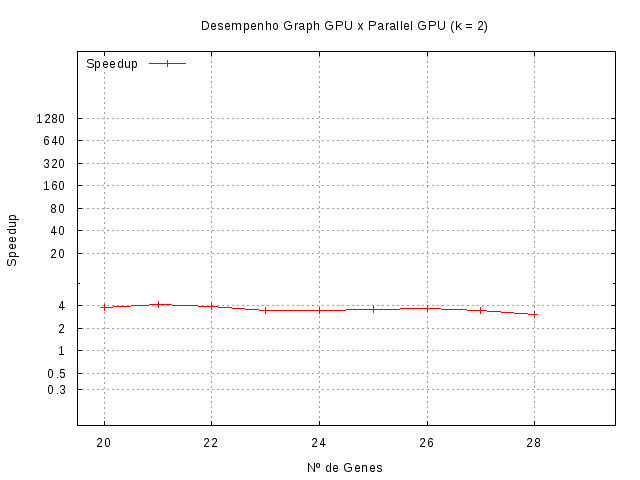 Desempenho Graph GPU x Parallel GPU (k = 2)
Speedup
1280
640
320
160
80
40
20
4
2
1
0.5
0.3
Speedup
20 22 24 26 28
Nº de Genes